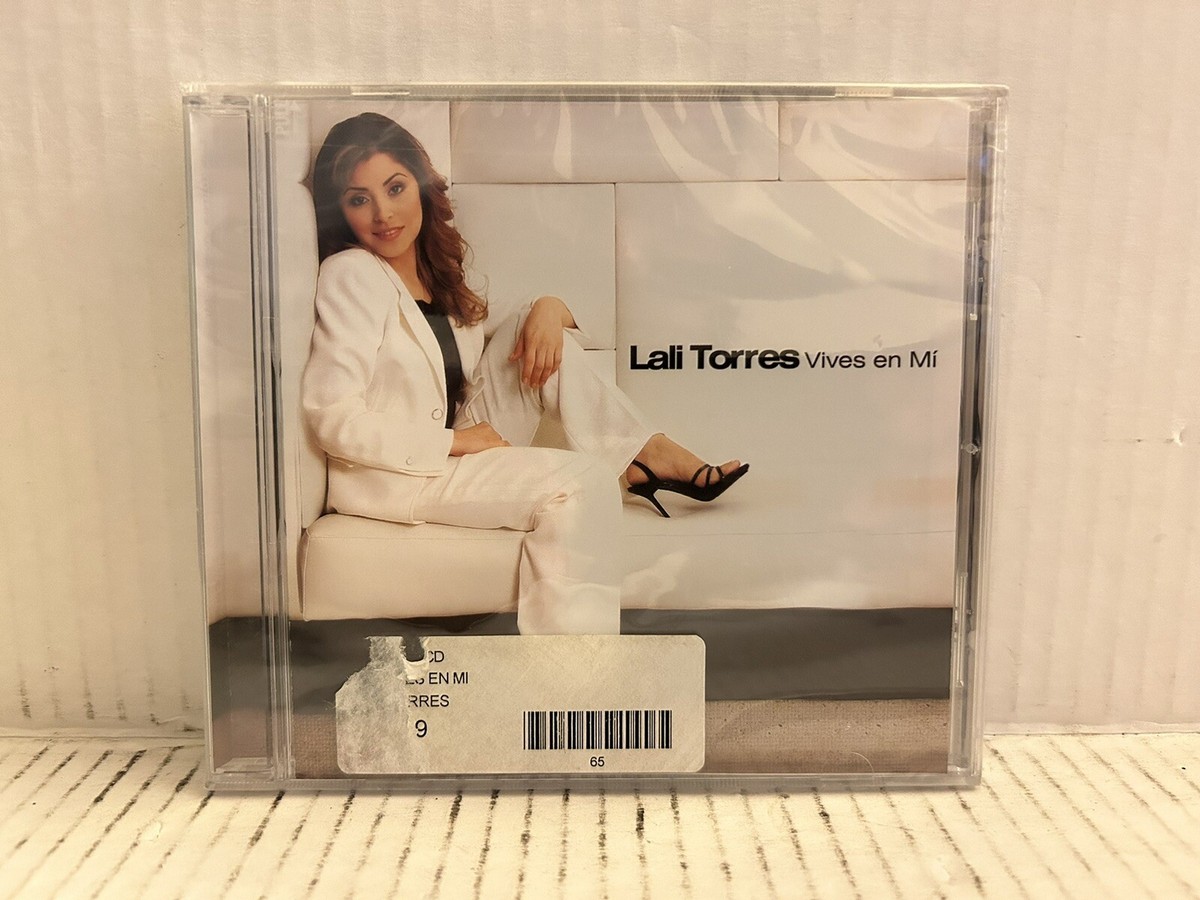 Lali Torres Vives en Mí
CD
EN MI
RRES
9
65